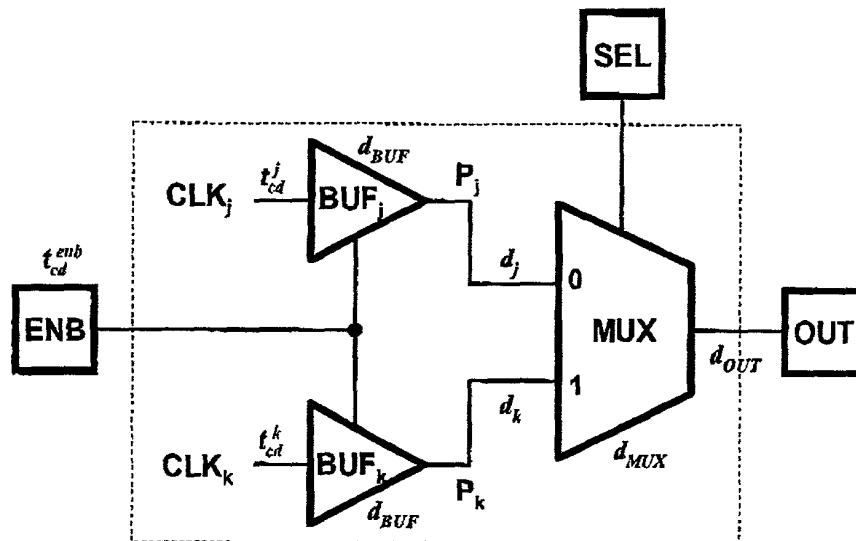 SEL
d_BUF
CLK_j
t_cd^j
BUF_j
P_j
t_cd^enb
d_j
0
ENB
MUX
OUT
d_OUT
1
d_k
CLK_k
t_cd^k
BUF_k
P_k
d_MUX
d_BUF